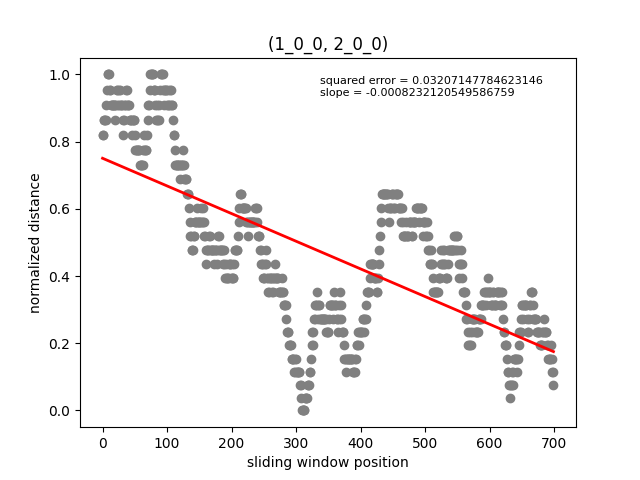 (1_0_0, 2_0_0)
squared error = 0.03207147784623146
slope = -0.0008232120549586759
normalized distance
1.0
0.8
0.6
0.4
0.2
0.0
0 100 200 300 400 500 600 700
sliding window position